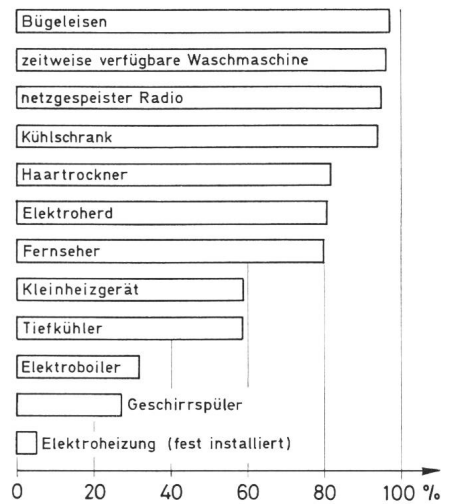 Bügeleisen
zeitweise verfügbare Waschmaschine
netzgespeister Radio
Kühlschrank
Haartrockner
Elektroherd
Fernseher
Kleinheizgerät
Tiefkühler
Elektroboiler
Geschirrspüler
Elektroheizung (fest installiert)
0 20 40 60 80 100 %